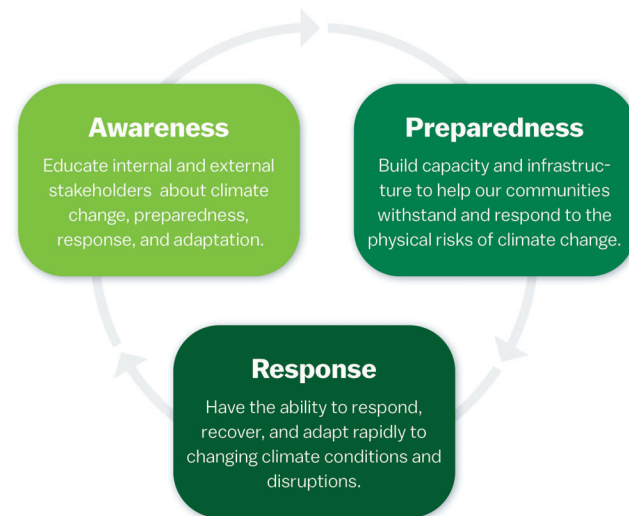 Awareness
Educate internal and external
stakeholders about climate
change, preparedness,
response, and adaptation.
Preparedness
Build capacity and infrastruc-
ture to help our communities
withstand and respond to the
physical risks of climate change.
Response
Have the ability to respond,
recover, and adapt rapidly to
changing climate conditions and
disruptions.